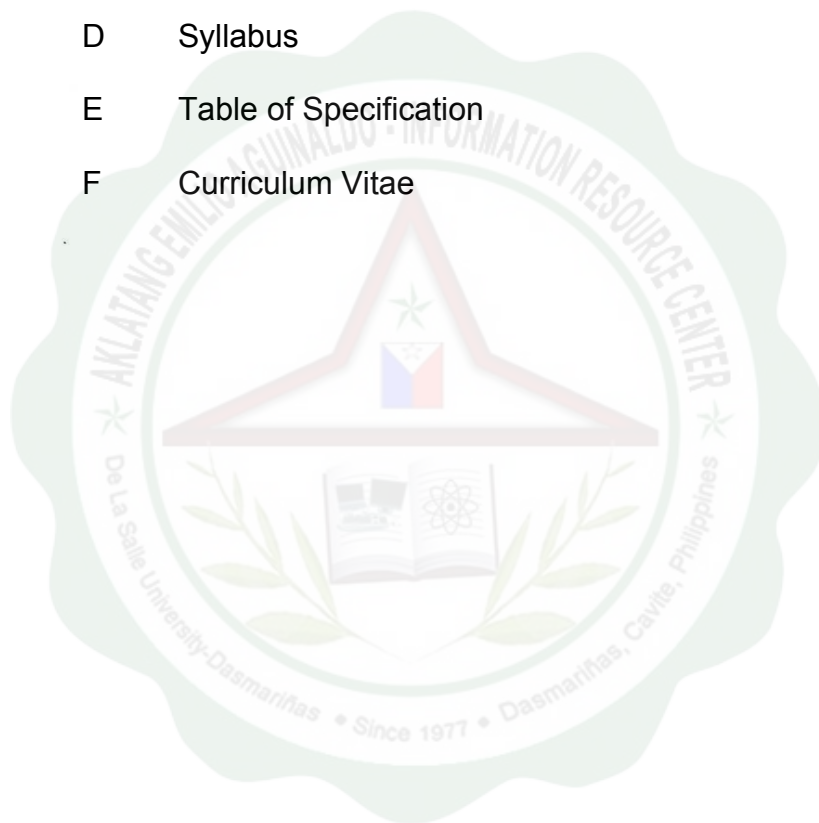 D Syllabus
E Table of Specification
F Curriculum Vitae
AKLATANG EMILIO AGUINALDO - INFORMATION RESOURCE CENTER
De La Salle University-Dasmariñas • Since 1977 • Dasmariñas, Cavite, Philippines